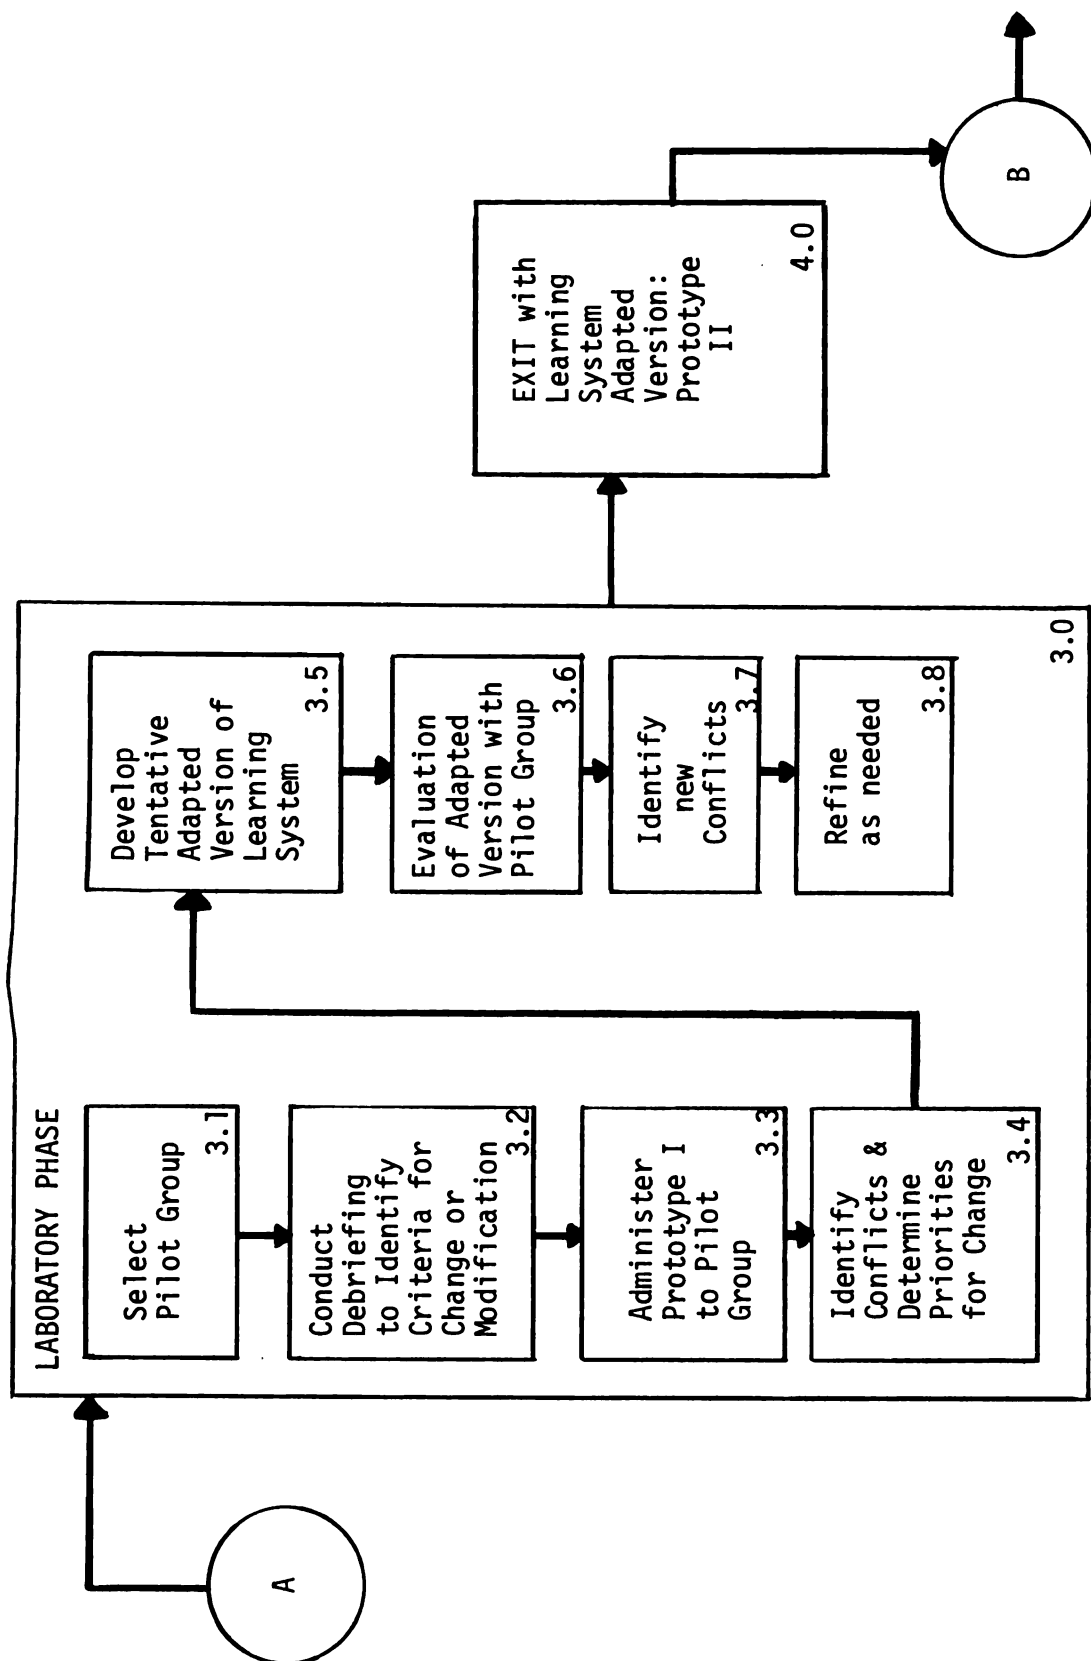 A
LABORATORY PHASE
Select
Pilot Group
3.1
Conduct
Debriefing
to Identify
Criteria for
Change or
Modification
3.2
Administer
Prototype I
to Pilot
Group
3.3
Identify
Conflicts &
Determine
Priorities
for Change
3.4
Develop
Tentative
Adapted
Version of
Learning
System
3.5
Evaluation
of Adapted
Version with
Pilot Group
3.6
Identify
new
Conflicts
3.7
Refine
as needed
3.8
3.0
EXIT with
Learning
System
Adapted
Version:
Prototype
II
4.0
B